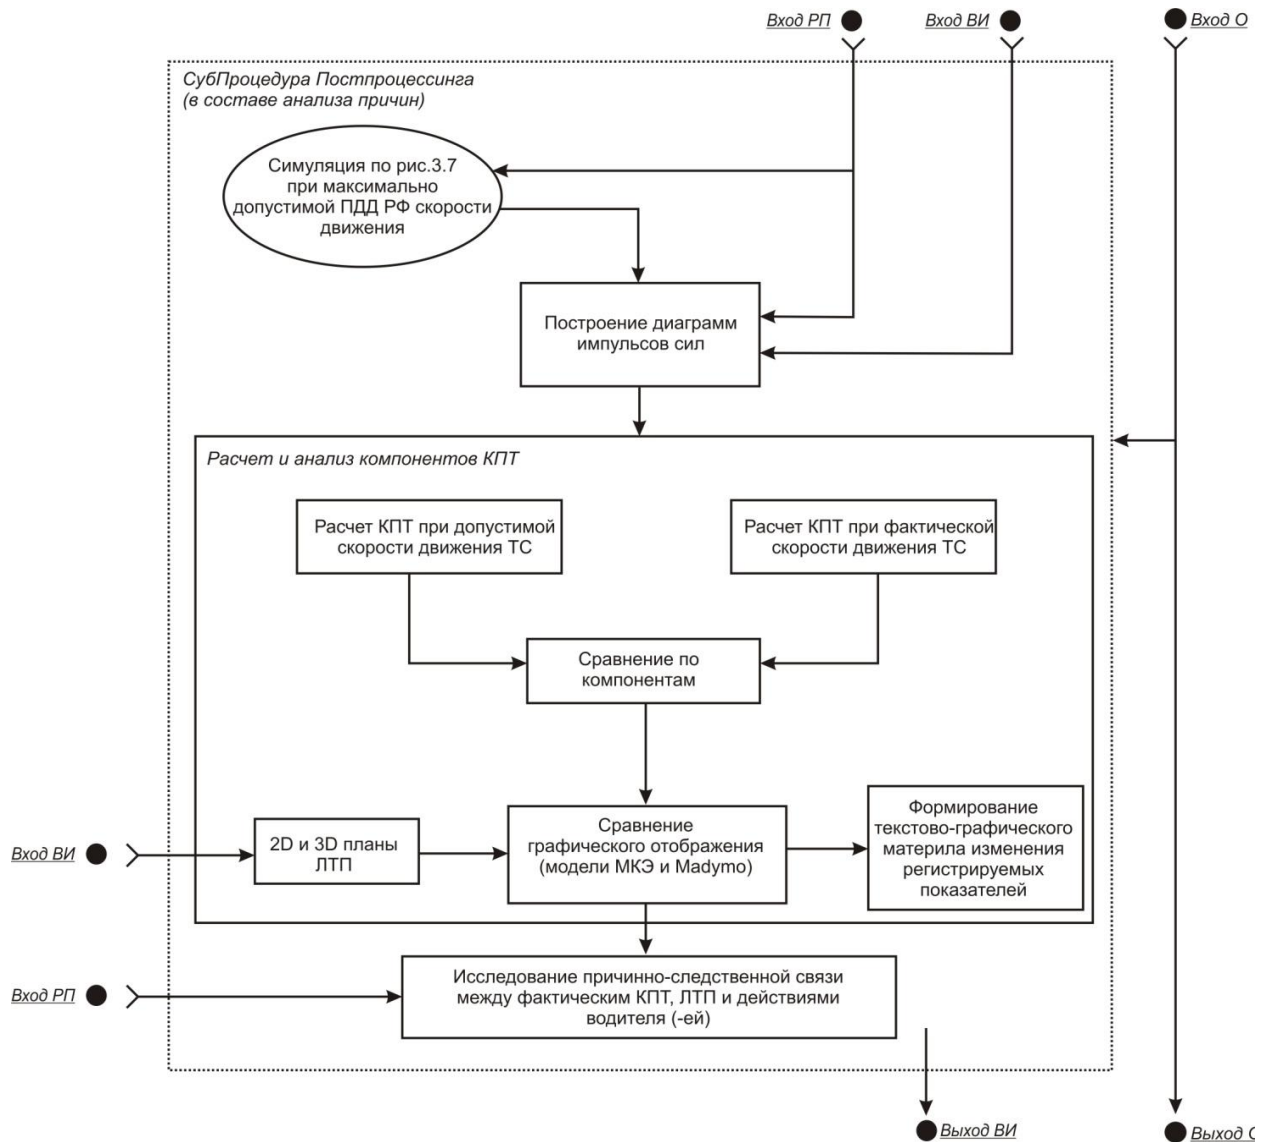 Вход РП
Вход ВИ
Вход О
СубПроцедура Постпроцессинга
(в составе анализа причин)
Симуляция по рис.3.7
при максимально
допустимой ПДД РФ скорости
движения
Построение диаграмм
импульсов сил
Расчет и анализ компонентов КПТ
Расчет КПТ при допустимой
скорости движения ТС
Расчет КПТ при фактической
скорости движения ТС
Сравнение по
компонентам
Вход ВИ
2D и 3D планы
ЛТП
Сравнение
графического отображения
(модели МКЭ и Madymo)
Формирование
текстово-графического
материла изменения
регистрируемых
показателей
Вход РП
Исследование причинно-следственной связи
между фактическим КПТ, ЛТП и действиями
водителя (-ей)
Выход ВИ
Выход